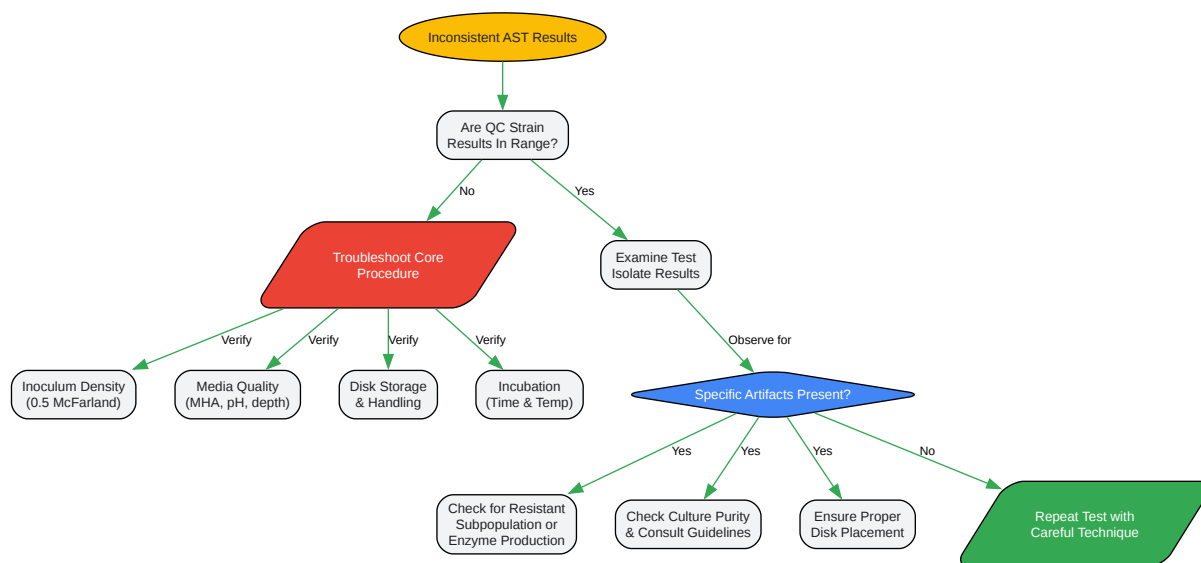 Inconsistent AST Results
Are QC Strain
Results In Range?
No
Yes
Troubleshoot Core
Procedure
Examine Test
Isolate Results
Verify
Verify
Verify
Verify
Observe for
Inoculum Density
(0.5 McFarland)
Media Quality
(MHA, pH, depth)
Disk Storage
& Handling
Incubation
(Time & Temp)
Specific Artifacts Present?
Yes
Yes
Yes
No
Check for Resistant
Subpopulation or
Enzyme Production
Check Culture Purity
& Consult Guidelines
Ensure Proper
Disk Placement
Repeat Test with
Careful Technique